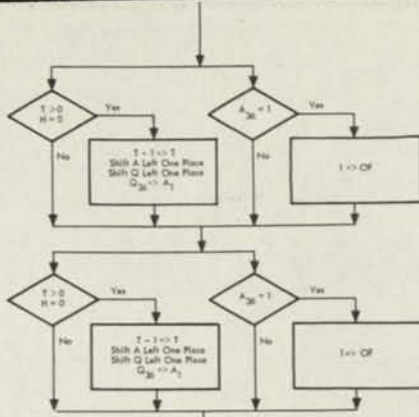 T > 0
H = 0
Yes
No
T - 1 => T
Shift A Left One Place
Shift Q Left One Place
Q36 => A1
A36 = 1
Yes
No
1 => OF
T > 0
H = 0
Yes
No
T - 1 => T
Shift A Left One Place
Shift Q Left One Place
Q36 => A1
A36 = 1
Yes
No
1 => OF